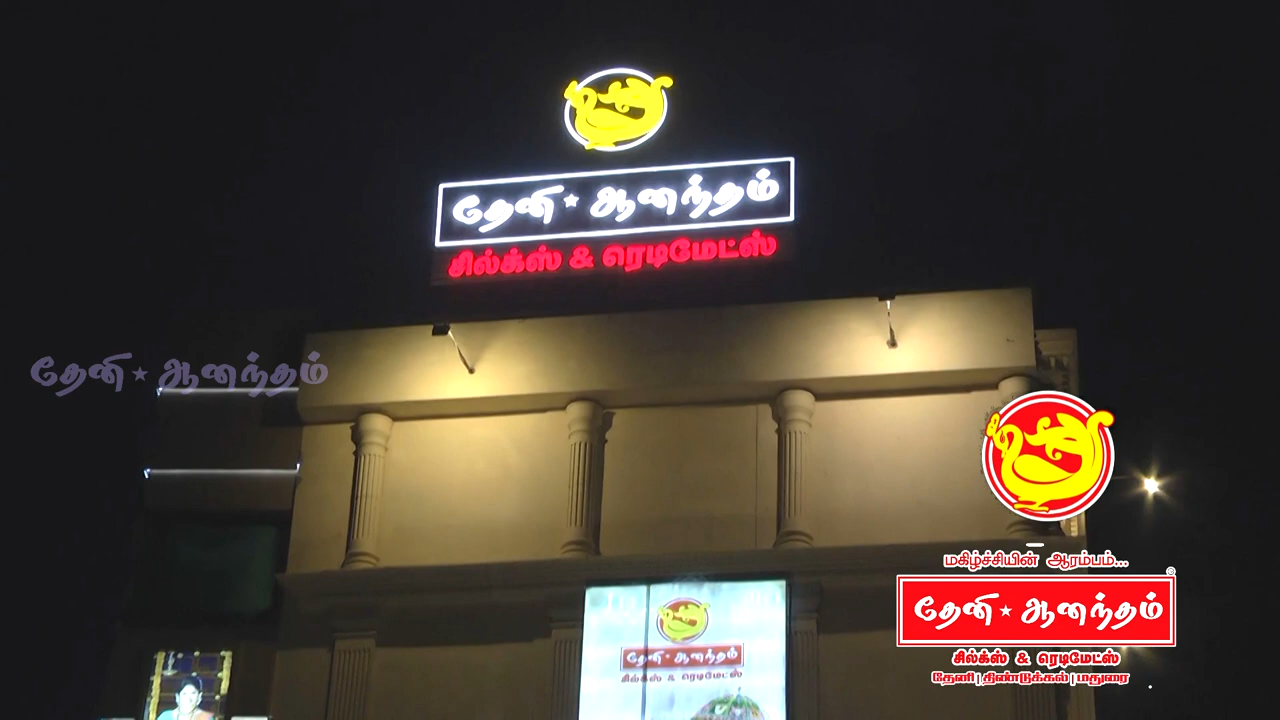 தேனி ★ ஆனந்தம்
சில்க்ஸ் & ரெடிமேட்ஸ்
தேனி ★ ஆனந்தம்
மகிழ்ச்சியின் ஆரம்பம்...
தேனி ★ ஆனந்தம்
சில்க்ஸ் & ரெடிமேட்ஸ்
தேனி | திண்டுக்கல் | மதுரை
தேனி ★ ஆனந்தம்
சில்க்ஸ் & ரெடிமேட்ஸ்